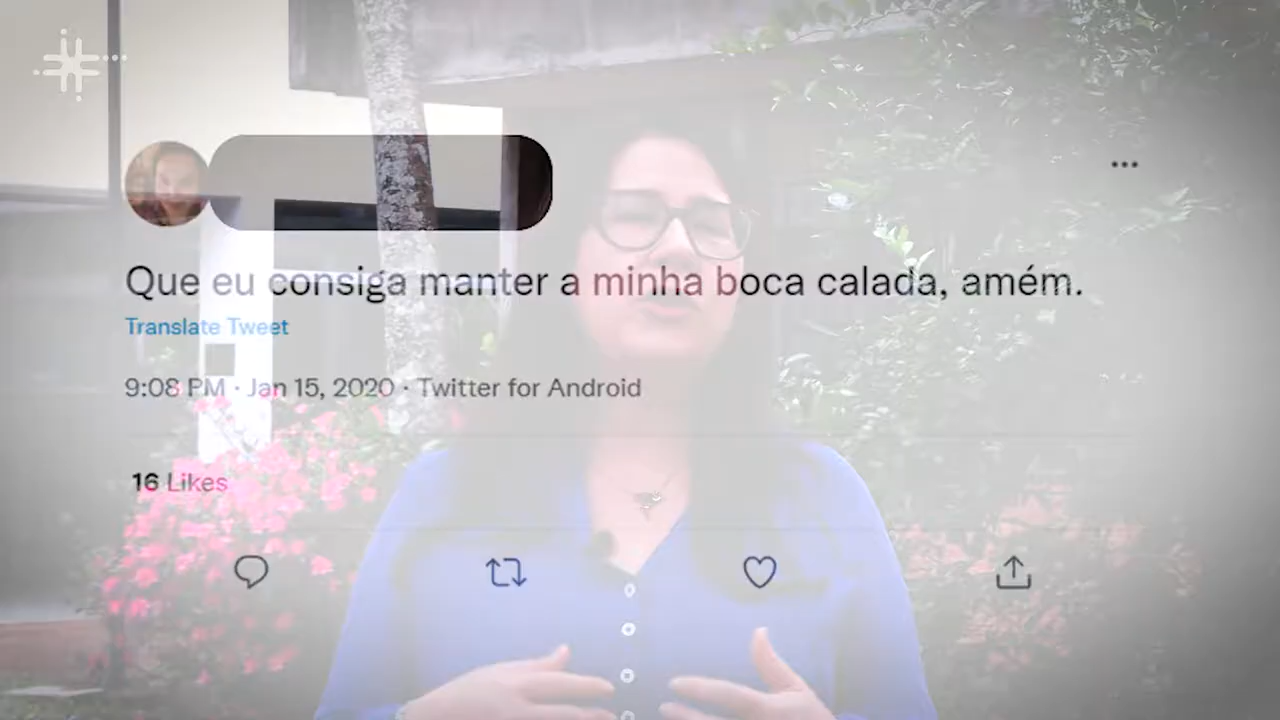 Que eu consiga manter a minha boca calada, amém.
Translate Tweet
9:08 PM · Jan 15, 2020 · Twitter for Android
16 Likes